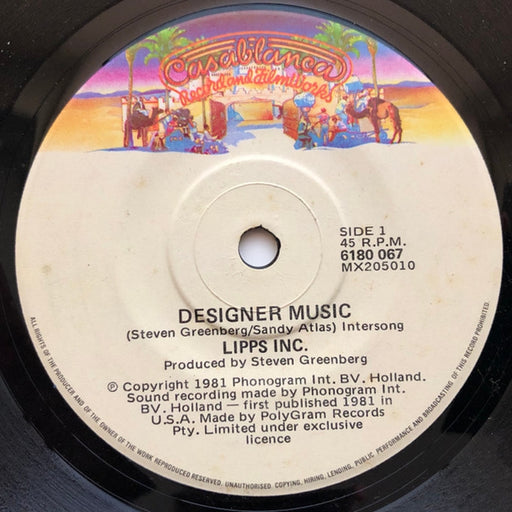 Casablanca
Record and FilmWorks
SIDE 1
45 R.P.M.
6180 067
MX205010
DESIGNER MUSIC
(Steven Greenberg/Sandy Atlas) Intersong
LIPPS INC.
Produced by Steven Greenberg
℗ Copyright 1981 Phonogram Int. BV. Holland.
Sound recording made by Phonogram Int.
BV. Holland — first published 1981 in
U.S.A. Made by PolyGram Records
Pty. Limited under exclusive
licence
ALL RIGHTS OF THE PRODUCER AND OF THE OWNER OF THE WORK REPRODUCED RESERVED. UNAUTHORISED COPYING, HIRING, LENDING, PUBLIC PERFORMANCE AND BROADCASTING OF THIS RECORD PROHIBITED.